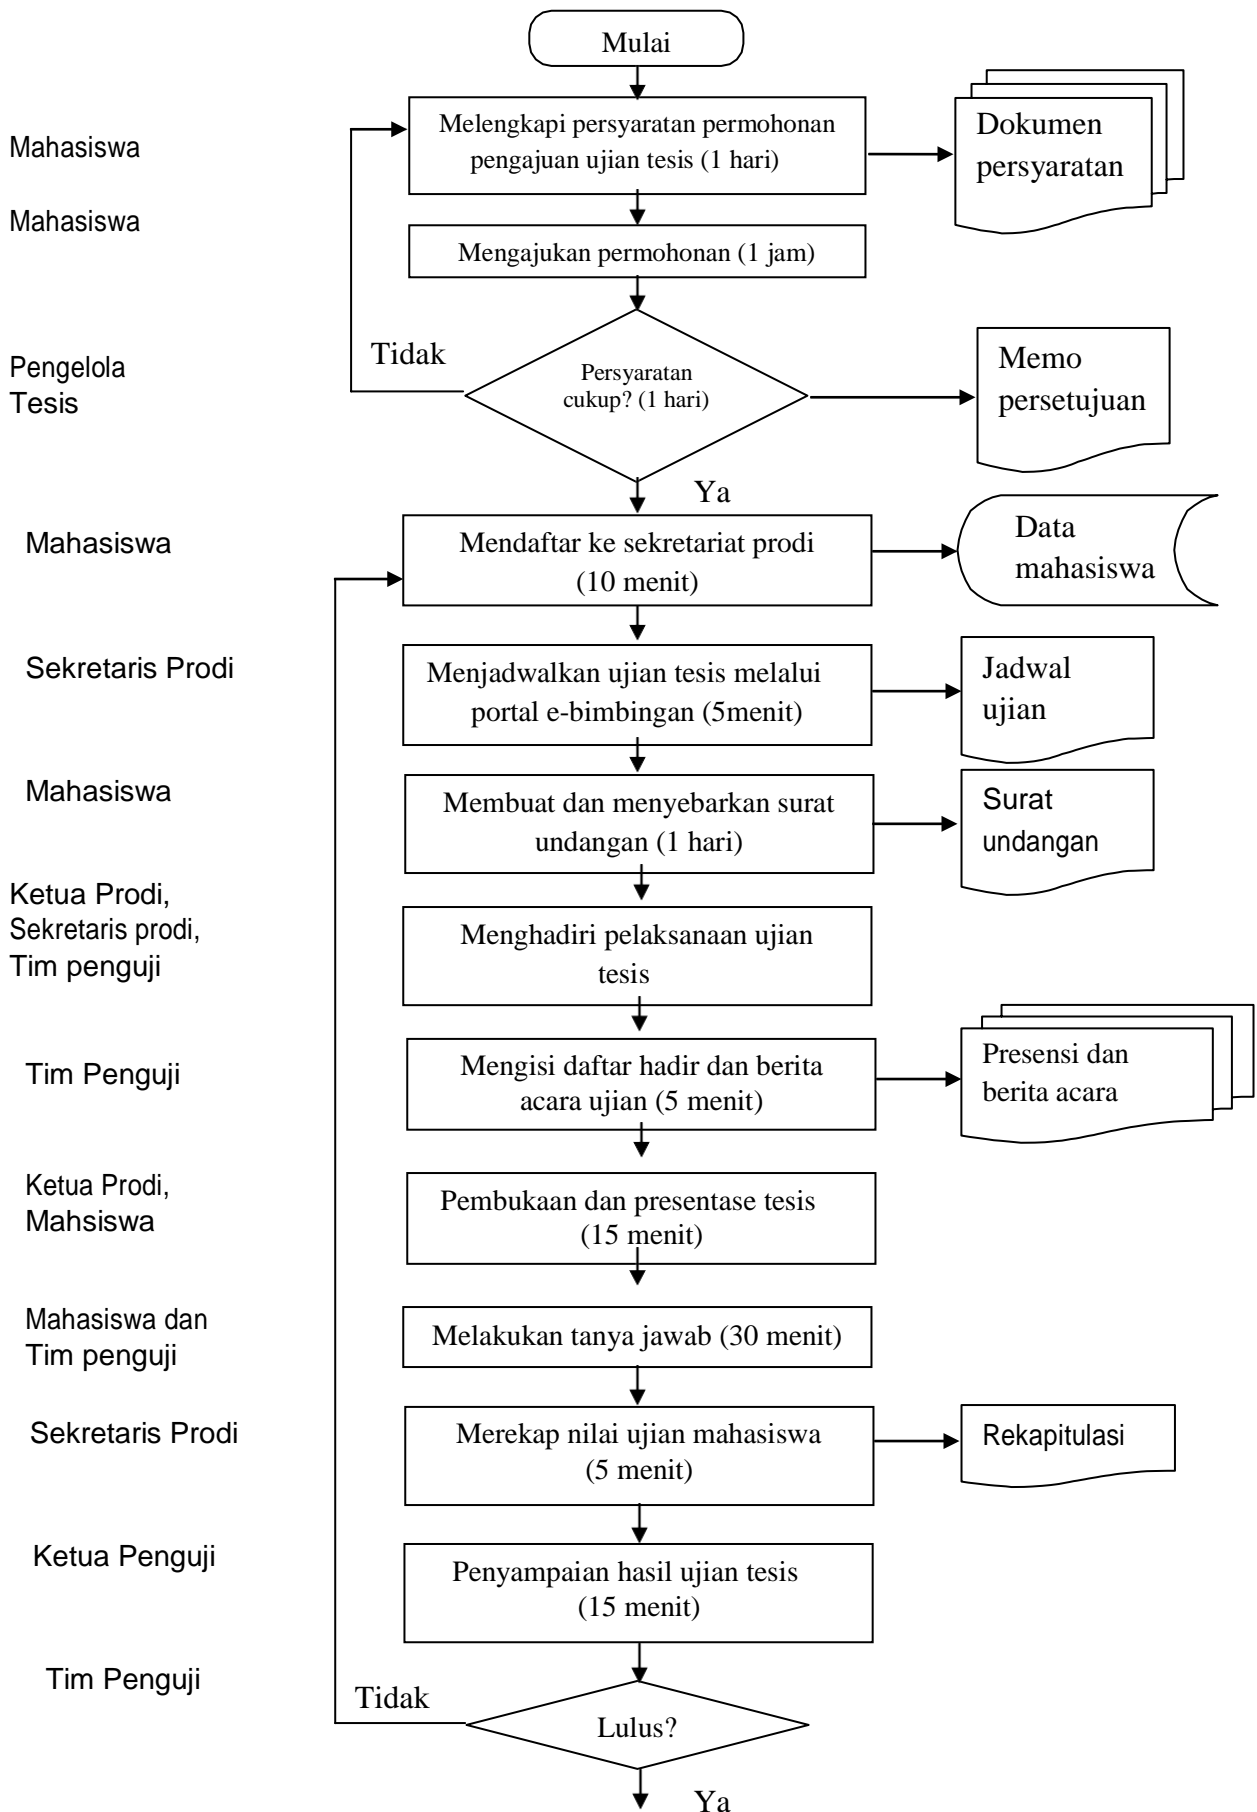 Mulai
Mahasiswa
Melengkapi persyaratan permohonan
pengajuan ujian tesis (1 hari)
Dokumen
persyaratan
Mahasiswa
Mengajukan permohonan (1 jam)
Pengelola
Tesis
Tidak
Persyaratan
cukup? (1 hari)
Memo
persetujuan
Ya
Mahasiswa
Mendaftar ke sekretariat prodi
(10 menit)
Data
mahasiswa
Sekretaris Prodi
Menjadwalkan ujian tesis melalui
portal e-bimbingan (5menit)
Jadwal
ujian
Mahasiswa
Membuat dan menyebarkan surat
undangan (1 hari)
Surat
undangan
Ketua Prodi,
Sekretaris prodi,
Tim penguji
Menghadiri pelaksanaan ujian
tesis
Tim Penguji
Mengisi daftar hadir dan berita
acara ujian (5 menit)
Presensi dan
berita acara
Ketua Prodi,
Mahsiswa
Pembukaan dan presentase tesis
(15 menit)
Mahasiswa dan
Tim penguji
Melakukan tanya jawab (30 menit)
Sekretaris Prodi
Merekap nilai ujian mahasiswa
(5 menit)
Rekapitulasi
Ketua Penguji
Penyampaian hasil ujian tesis
(15 menit)
Tim Penguji
Tidak
Lulus?
Ya